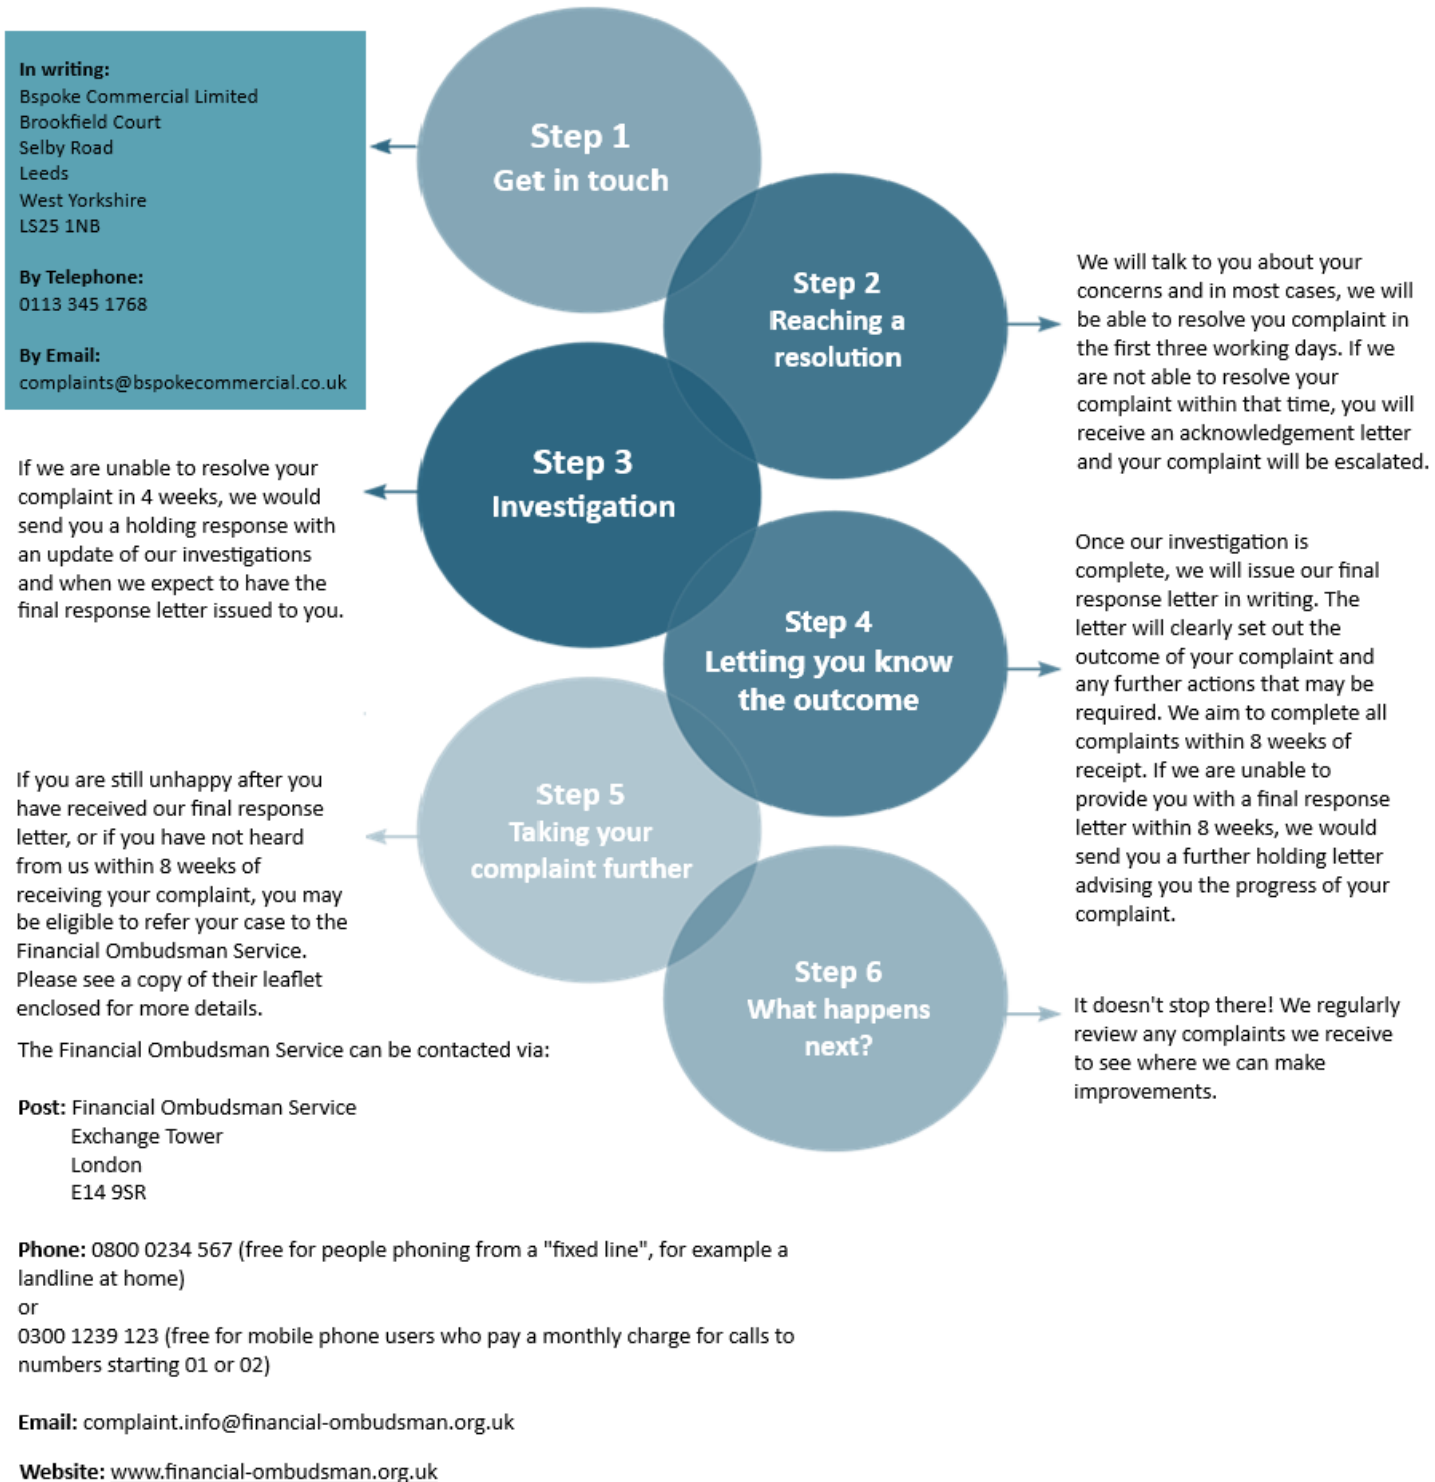 In writing:
Bspoke Commercial Limited
Brookfield Court
Selby Road
Leeds
West Yorkshire
LS25 1NB
By Telephone:
0113 345 1768
By Email:
complaints@bspokecommercial.co.uk
Step 1
Get in touch
Step 2
Reaching a
resolution
We will talk to you about your
concerns and in most cases, we will
be able to resolve you complaint in
the first three working days. If we
are not able to resolve your
complaint within that time, you will
receive an acknowledgement letter
and your complaint will be escalated.
Step 3
Investigation
If we are unable to resolve your
complaint in 4 weeks, we would
send you a holding response with
an update of our investigations
and when we expect to have the
final response letter issued to you.
Step 4
Letting you know
the outcome
Once our investigation is
complete, we will issue our final
response letter in writing. The
letter will clearly set out the
outcome of your complaint and
any further actions that may be
required. We aim to complete all
complaints within 8 weeks of
receipt. If we are unable to
provide you with a final response
letter within 8 weeks, we would
send you a further holding letter
advising you the progress of your
complaint.
Step 5
Taking your
complaint further
If you are still unhappy after you
have received our final response
letter, or if you have not heard
from us within 8 weeks of
receiving your complaint, you may
be eligible to refer your case to the
Financial Ombudsman Service.
Please see a copy of their leaflet
enclosed for more details.
Step 6
What happens
next?
It doesn't stop there! We regularly
review any complaints we receive
to see where we can make
improvements.
The Financial Ombudsman Service can be contacted via:
Post: Financial Ombudsman Service
Exchange Tower
London
E14 9SR
Phone: 0800 0234 567 (free for people phoning from a "fixed line", for example a
landline at home)
or
0300 1239 123 (free for mobile phone users who pay a monthly charge for calls to
numbers starting 01 or 02)
Email: complaint.info@financial-ombudsman.org.uk
Website: www.financial-ombudsman.org.uk